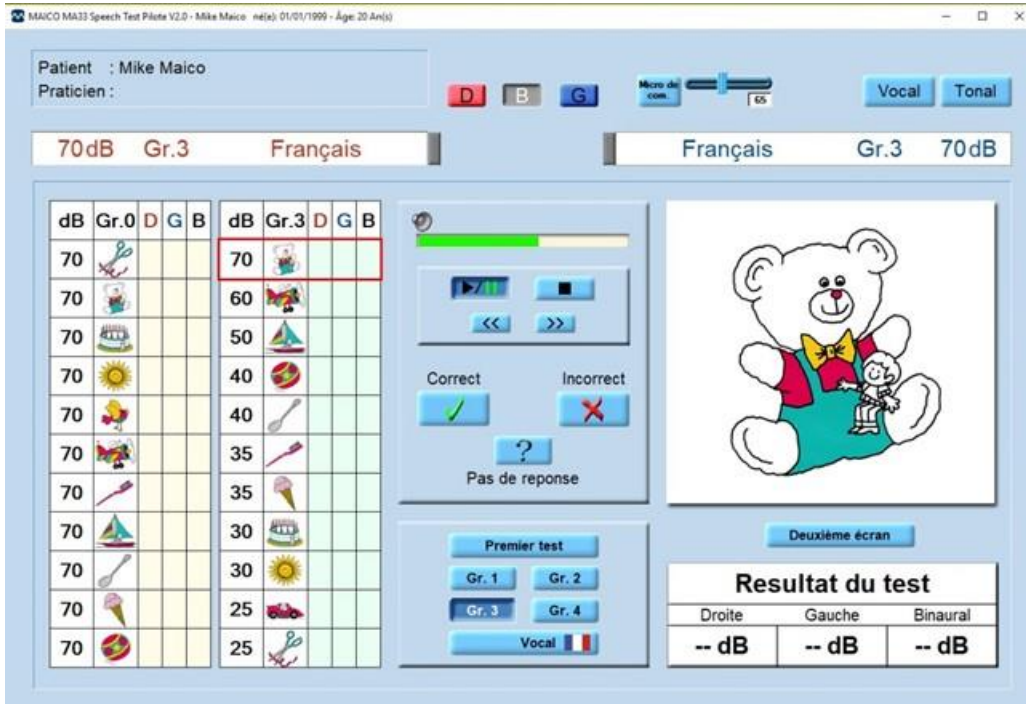 MAICO MA33 Speech Test Pilote V2.0 - Mike Maico né(e): 01/01/1999 - Âge: 20 An(s)
Patient : Mike Maico
Praticien :
D B G
Micro de com.
65
Vocal Tonal
70dB Gr.3 Français
Français Gr.3 70dB
dB Gr.0 D G B dB Gr.3 D G B
70 70
70 60
70 50
70 40
70 40
70 35
70 35
70 30
70 30
70 25
70 25
<< >>
Correct Incorrect
?
Pas de reponse
Premier test
Gr. 1 Gr. 2
Gr. 3 Gr. 4
Vocal
Deuxième écran
Resultat du test
Droite Gauche Binaural
-- dB -- dB -- dB